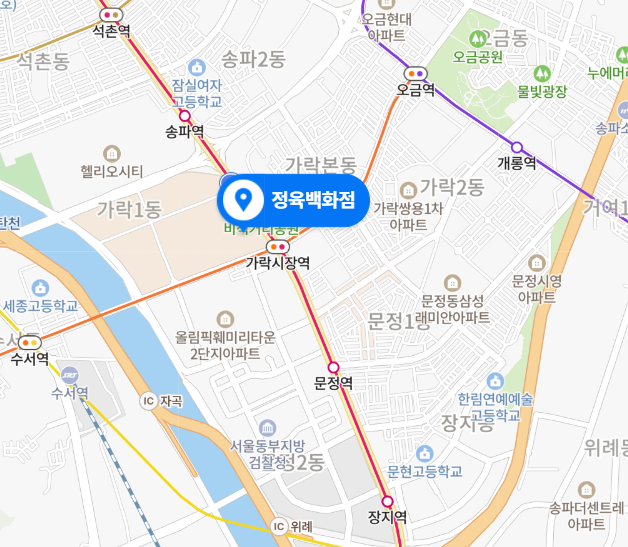 오금현대
아파트
석촌역
석촌동
송파2동
오금동
오금공원
잠실여자
고등학교
오금역
물빛광장
누에머리
송파역
개롱역
헬리오시티
가락본동
가락2동
가락1동
정육백화점
가락쌍용1차
아파트
거여1
탄천
가락시장역
문정시영
아파트
세종고등학교
문정동삼성
래미안아파트
문정1동
올림픽훼미리타운
2단지아파트
수서역
문정역
수서역
IC 자곡
한림연예예술
고등학교
장지동
서울동부지방
검찰청
문현고등학교
위례동
송파더센트레
아파트
장지역
IC 위례